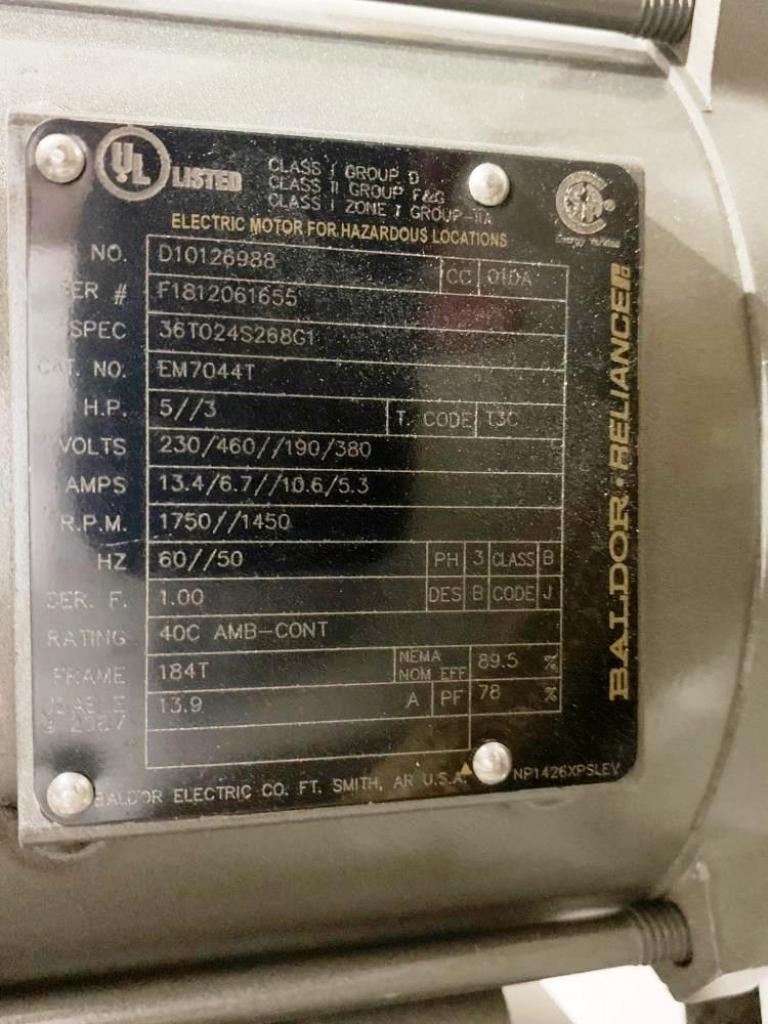 UL LISTED
CLASS I GROUP D
CLASS II GROUP F&G
CLASS I ZONE I GROUP-IIA
ELECTRIC MOTOR FOR HAZARDOUS LOCATIONS
Energy Verified
NO. D10126988 CC 010A
SER # F1812061655
SPEC 36T024S268G1
CAT. NO. EM7044T
H.P. 5//3 T. CODE T3C
VOLTS 230/460//190/380
AMPS 13.4/6.7//10.6/5.3
R.P.M. 1750//1450
HZ 60//50 PH 3 CLASS B
SER. F. 1.00 DES B CODE J
RATING 40C AMB-CONT
FRAME 184T NEMA NOM EFF 89.5 %
USABLE @ 208V 13.9 A PF 78 %
BALDOR ELECTRIC CO. FT. SMITH, AR U.S.A.
NP1426XPSLEV
BALDOR · RELIANCE